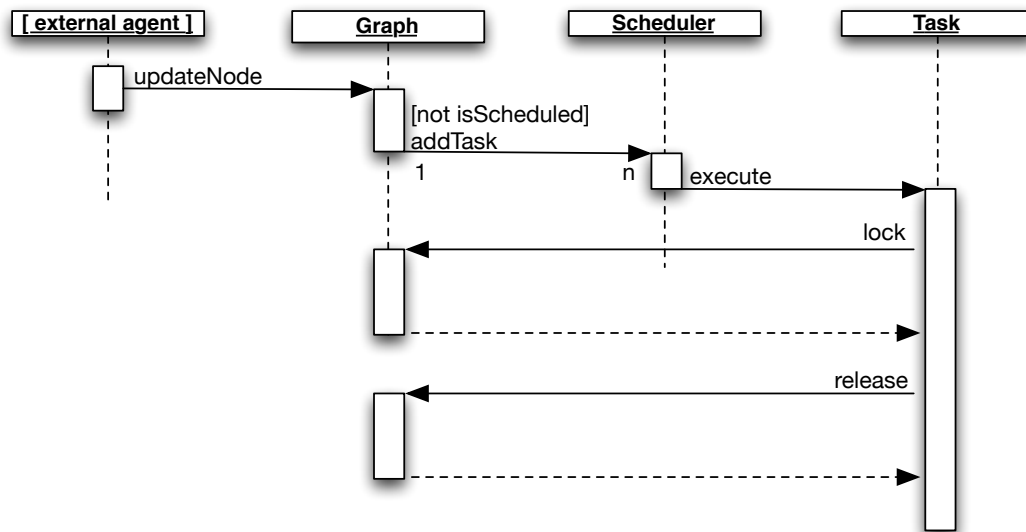 [ external agent ]
Graph
Scheduler
Task
updateNode
[not isScheduled]
addTask
1
n
execute
lock
release